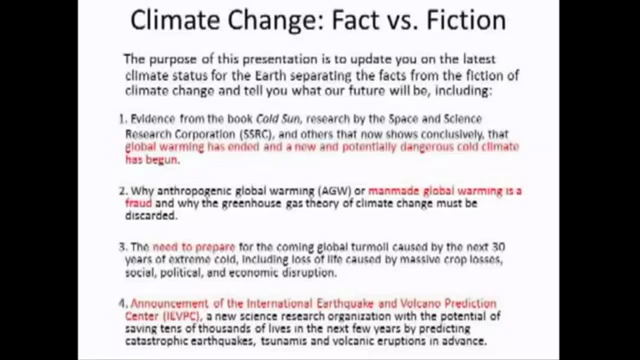 Climate Change: Fact vs. Fiction
The purpose of this presentation is to update you on the latest
climate status for the Earth separating the facts from the fiction of
climate change and tell you what our future will be, including:
1. Evidence from the book Cold Sun, research by the Space and Science
Research Corporation (SSRC), and others that now shows conclusively, that
global warming has ended and a new and potentially dangerous cold climate
has begun.
2. Why anthropogenic global warming (AGW) or manmade global warming is a
fraud and why the greenhouse gas theory of climate change must be
discarded.
3. The need to prepare for the coming global turmoil caused by the next 30
years of extreme cold, including loss of life caused by massive crop losses,
social, political, and economic disruption.
4. Announcement of the International Earthquake and Volcano Prediction
Center (IEVPC), a new science research organization with the potential of
saving tens of thousands of lives in the next few years by predicting
catastrophic earthquakes, tsunamis and volcanic eruptions in advance.